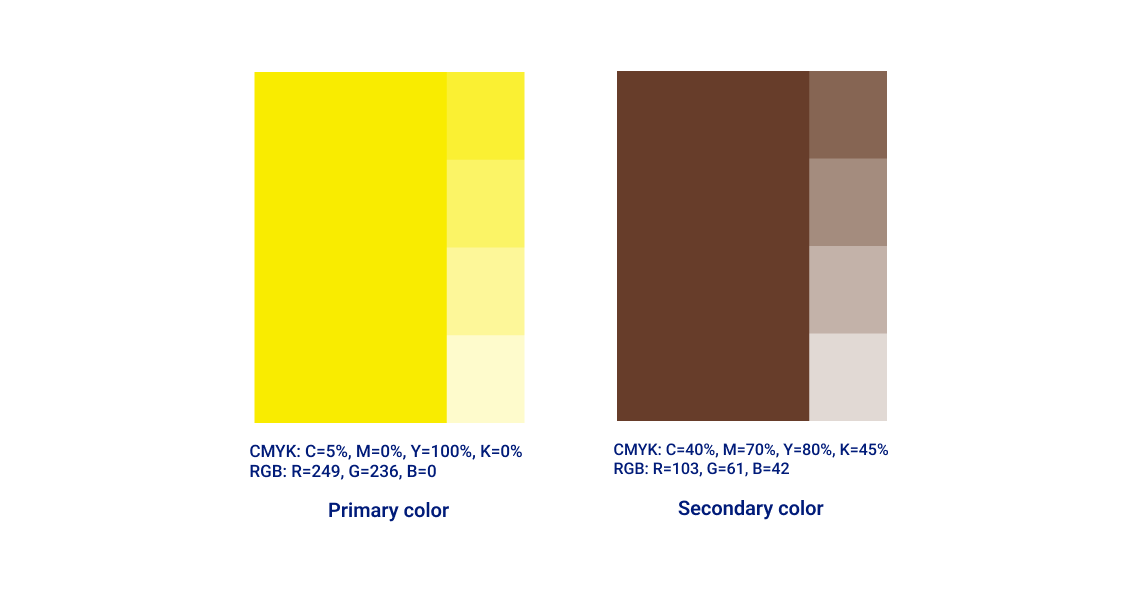 CMYK: C=5%, M=0%, Y=100%, K=0%
RGB: R=249, G=236, B=0
Primary color
CMYK: C=40%, M=70%, Y=80%, K=45%
RGB: R=103, G=61, B=42
Secondary color